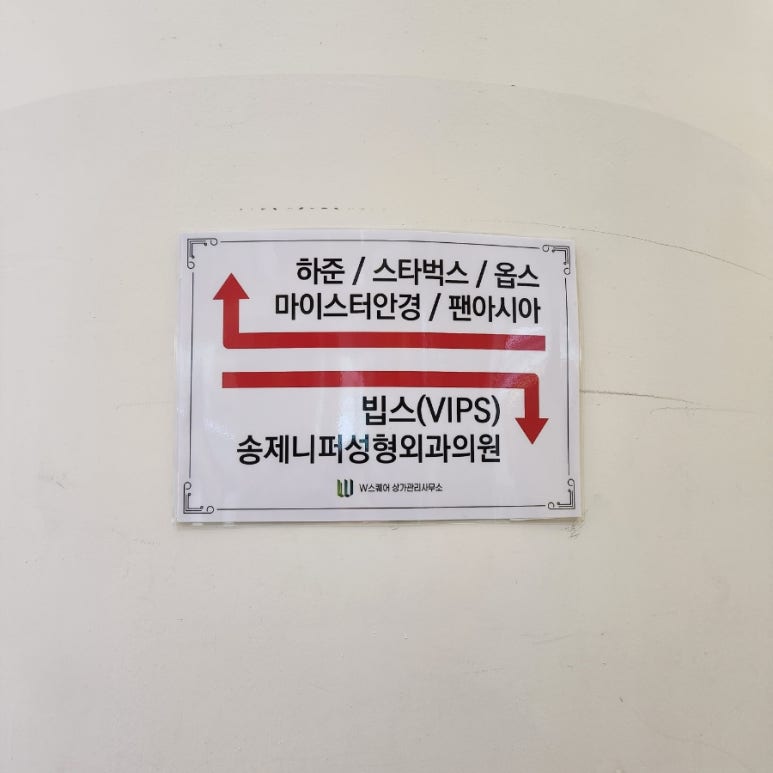 하준 / 스타벅스 / 옵스
마이스터안경 / 팬아시아
빕스(VIPS)
송제니퍼성형외과의원
W스퀘어 상가관리사무소